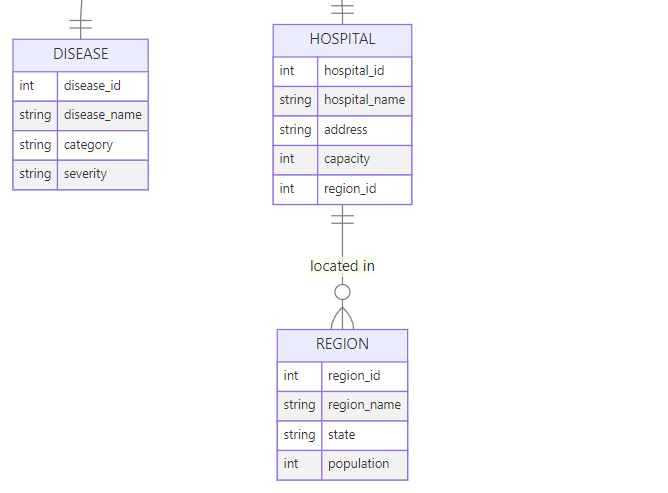 DISEASE
int disease_id
string disease_name
string category
string severity
HOSPITAL
int hospital_id
string hospital_name
string address
int capacity
int region_id
located in
REGION
int region_id
string region_name
string state
int population